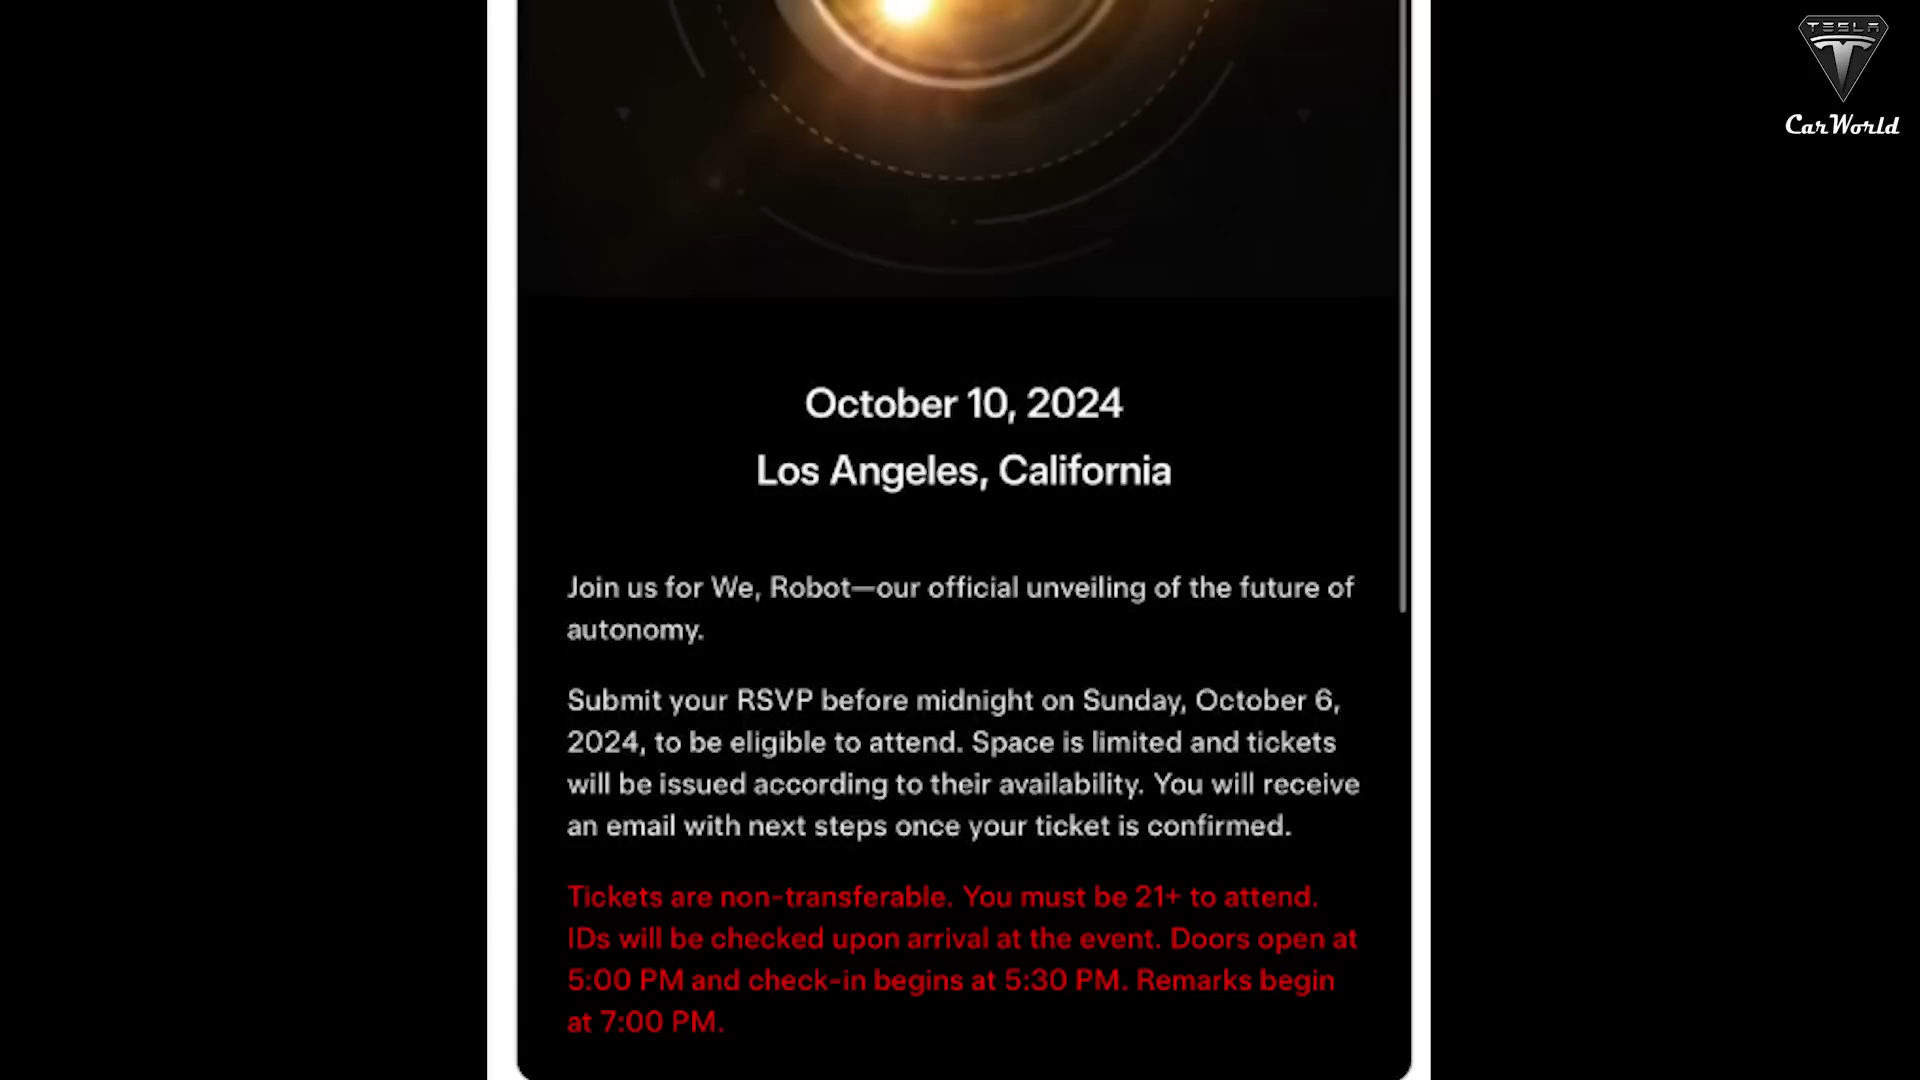 TESLA
CarWorld
October 10, 2024
Los Angeles, California
Join us for We, Robot—our official unveiling of the future of
autonomy.
Submit your RSVP before midnight on Sunday, October 6,
2024, to be eligible to attend. Space is limited and tickets
will be issued according to their availability. You will receive
an email with next steps once your ticket is confirmed.
Tickets are non-transferable. You must be 21+ to attend.
IDs will be checked upon arrival at the event. Doors open at
5:00 PM and check-in begins at 5:30 PM. Remarks begin
at 7:00 PM.